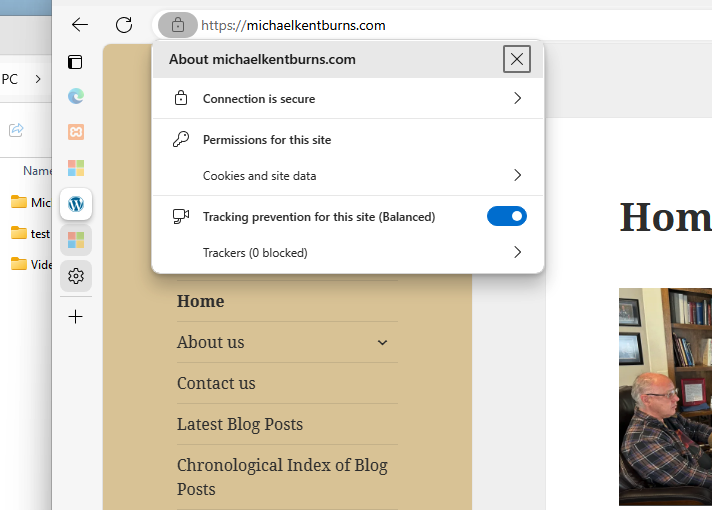 https://michaelkentburns.com
About michaelkentburns.com
PC
Connection is secure
Permissions for this site
Cookies and site data
Name
Mic
Tracking prevention for this site (Balanced)
Hom
test
Trackers (0 blocked)
Vide
Home
About us
Contact us
Latest Blog Posts
Chronological Index of Blog
Posts